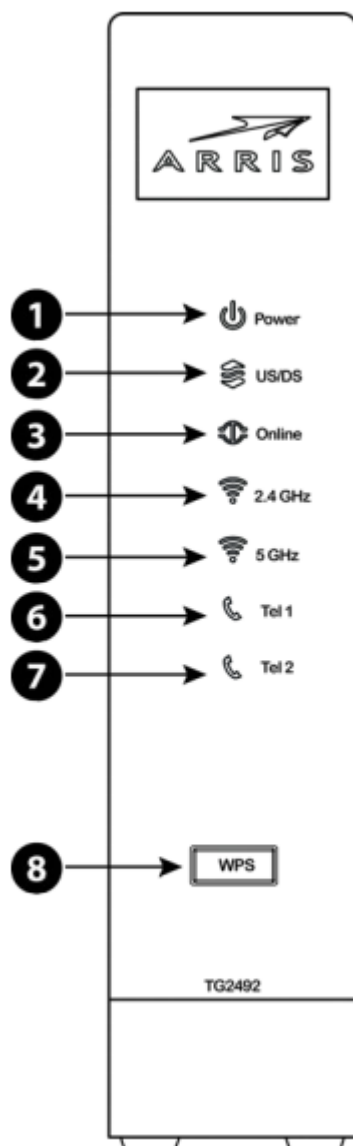 ARRIS
1 Power
2 US/DS
3 Online
4 2.4 GHz
5 5 GHz
6 Tel 1
7 Tel 2
8 WPS
TG2492